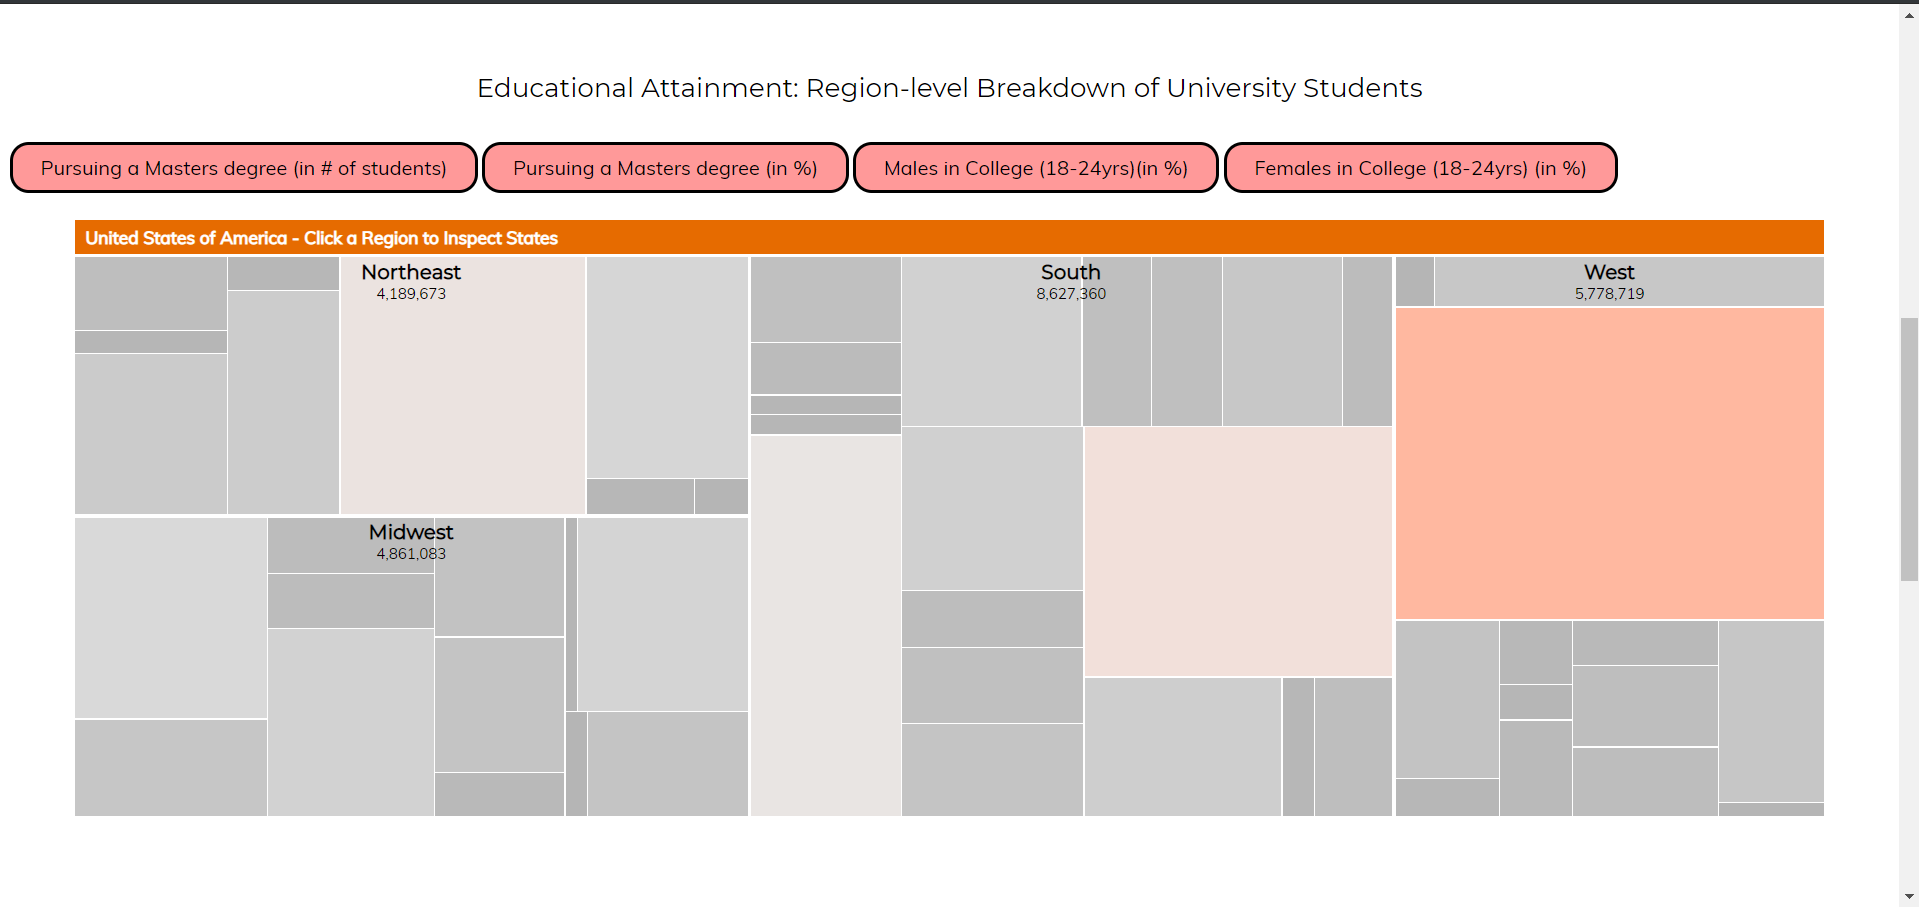 Educational Attainment: Region-level Breakdown of University Students
Pursuing a Masters degree (in # of students)
Pursuing a Masters degree (in %)
Males in College (18-24yrs)(in %)
Females in College (18-24yrs) (in %)
United States of America - Click a Region to Inspect States
Northeast
4,189,673
South
8,627,360
West
5,778,719
Midwest
4,861,083